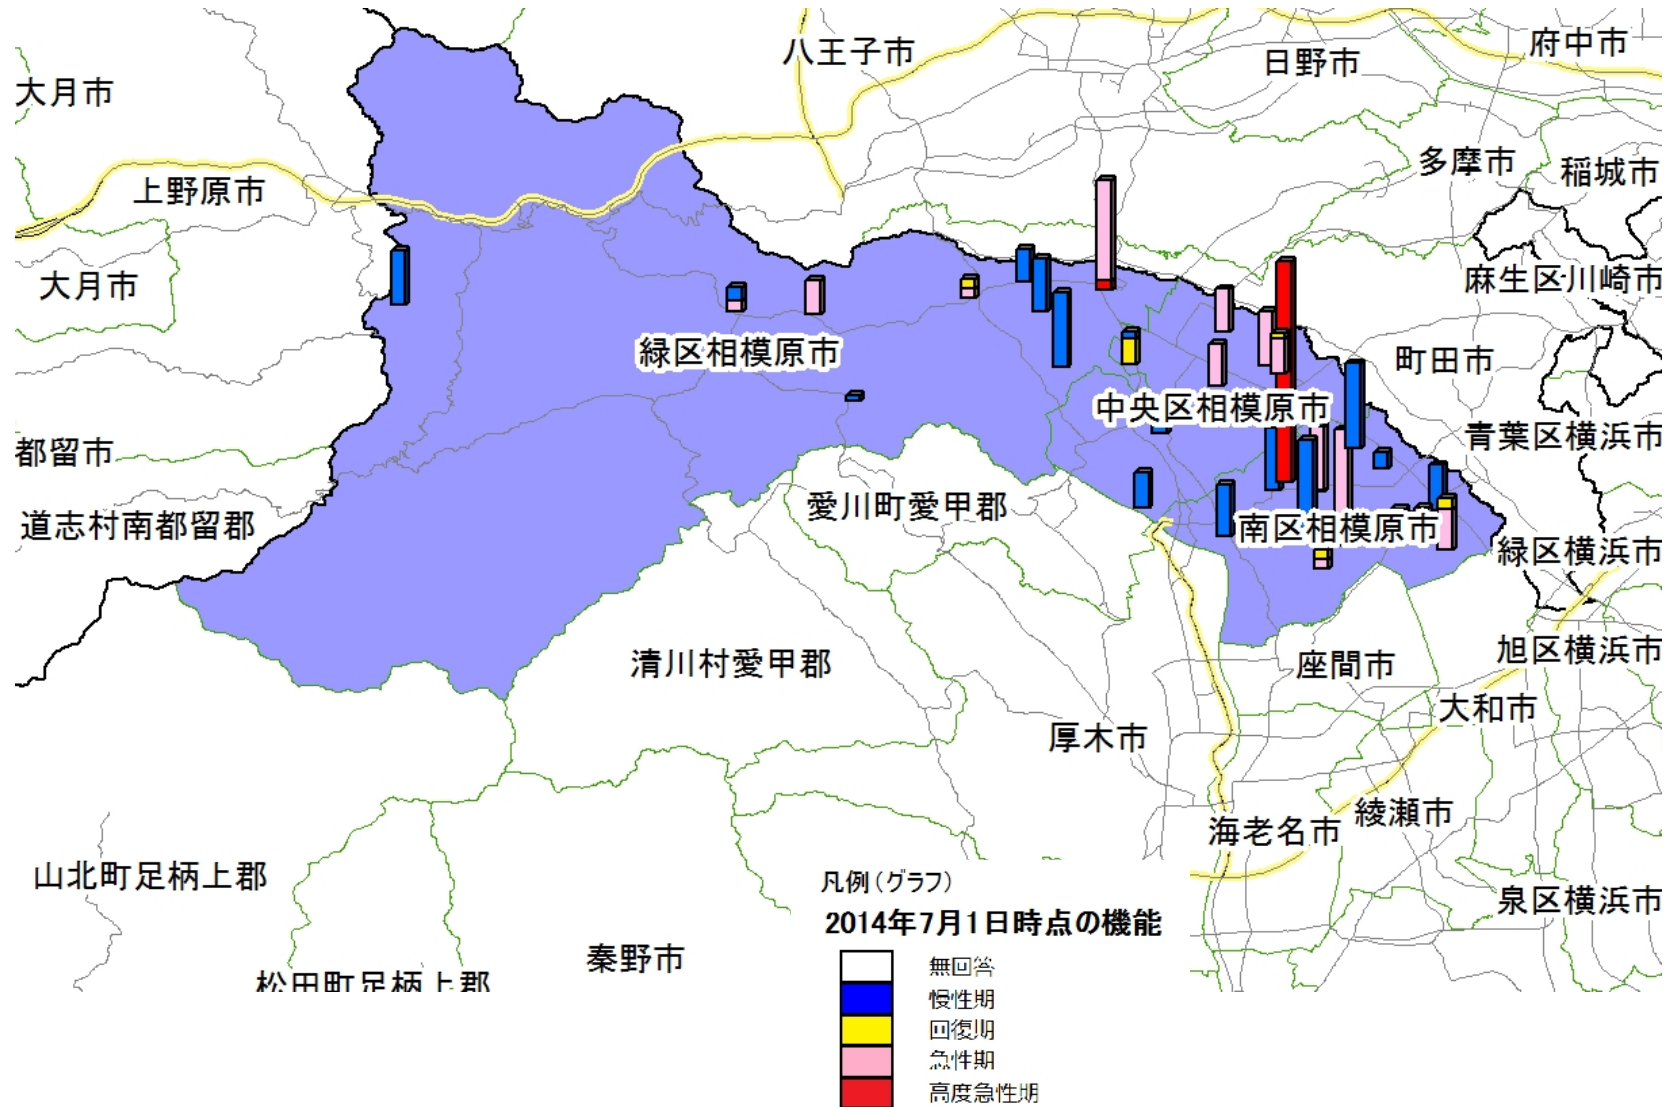 八王子市
府中市
日野市
大月市
多摩市
稲城市
上野原市
麻生区川崎市
大月市
緑区相模原市
町田市
中央区相模原市
青葉区横浜市
都留市
愛川町愛甲郡
道志村南都留郡
南区相模原市
緑区横浜市
清川村愛甲郡
座間市
旭区横浜市
大和市
厚木市
綾瀬市
海老名市
山北町足柄上郡
凡例(グラフ)
泉区横浜市
2014年7月1日時点の機能
秦野市
無回答
松田町足柄上郡
慢性期
回復期
急性期
高度急性期